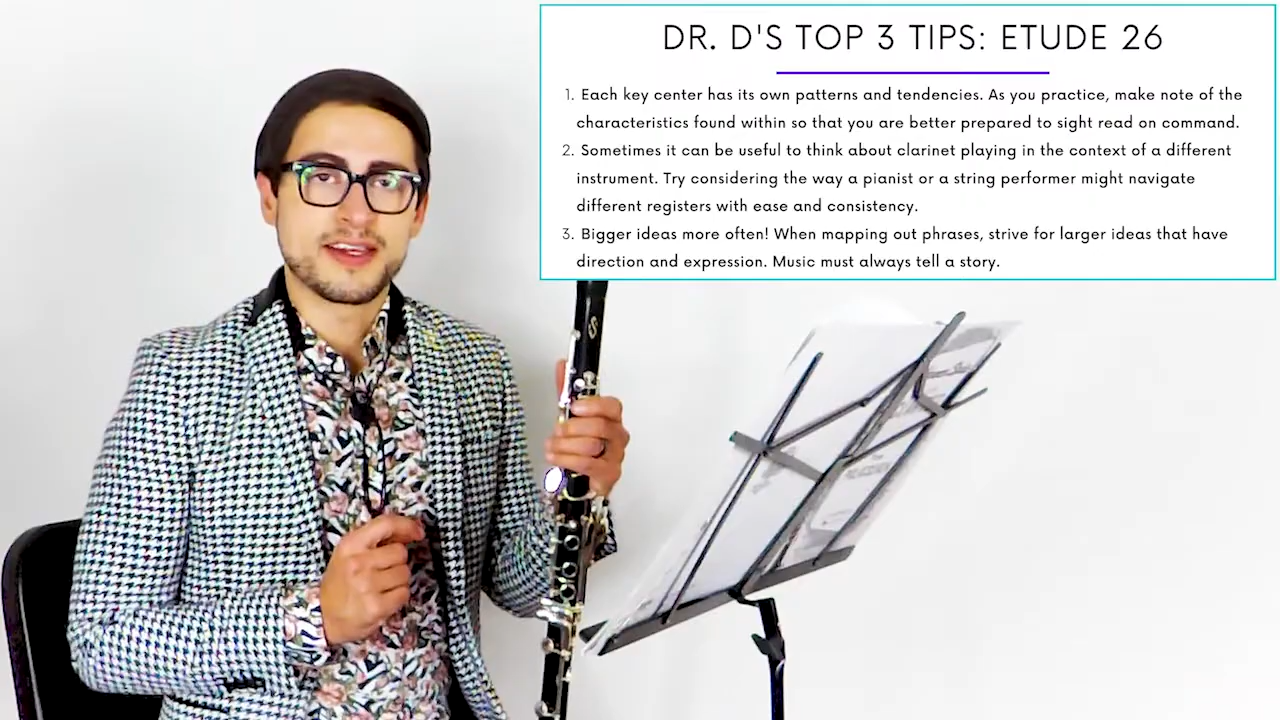 DR. D'S TOP 3 TIPS: ETUDE 26
1. Each key center has its own patterns and tendencies. As you practice, make note of the
characteristics found within so that you are better prepared to sight read on command.
2. Sometimes it can be useful to think about clarinet playing in the context of a different
instrument. Try considering the way a pianist or a string performer might navigate
different registers with ease and consistency.
3. Bigger ideas more often! When mapping out phrases, strive for larger ideas that have
direction and expression. Music must always tell a story.